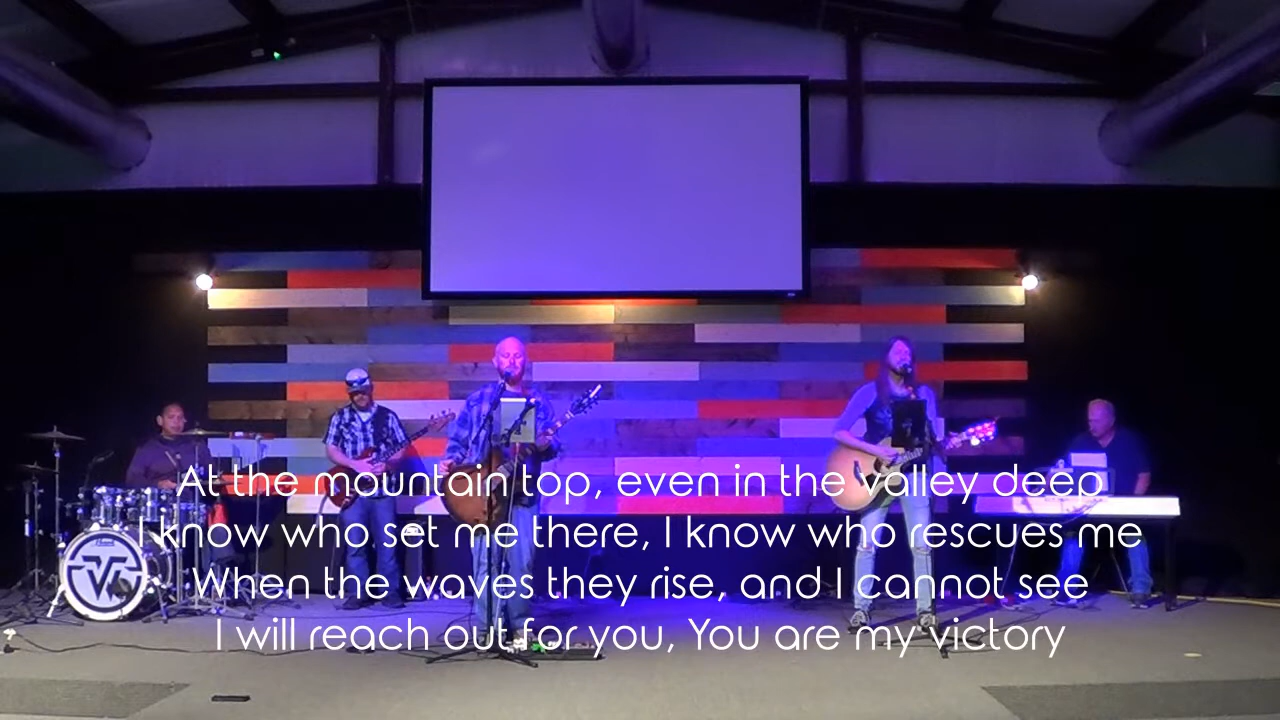 At the mountain top, even in the valley deep
I know who set me there, I know who rescues me
When the waves they rise, and I cannot see
I will reach out for you, You are my victory